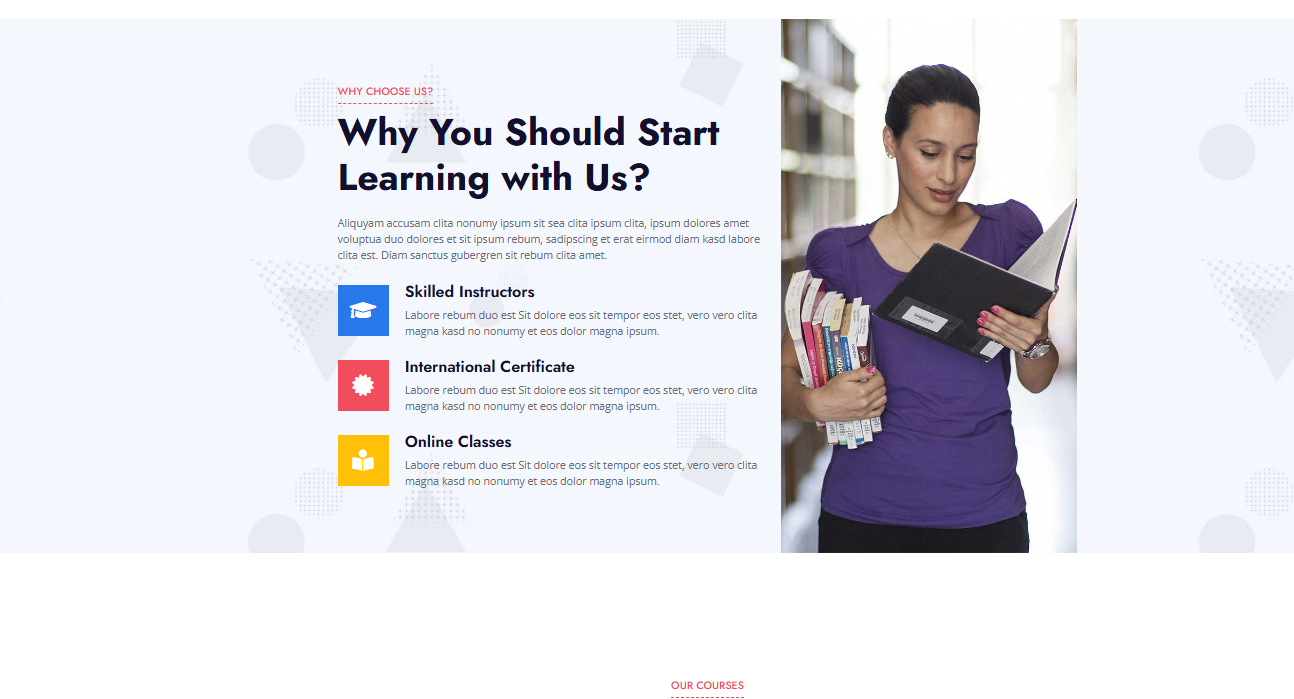 WHY CHOOSE US?
Why You Should Start
Learning with Us?
Aliquyam accusam clita nonumy ipsum sit sea clita ipsum clita, ipsum dolores amet
voluptua duo dolores et sit ipsum rebum, sadipscing et erat eirmod diam kasd labore
clita est. Diam sanctus gubergren sit rebum clita amet.
Skilled Instructors
Labore rebum duo est Sit dolore eos sit tempor eos stet, vero vero clita
magna kasd no nonumy et eos dolor magna ipsum.
International Certificate
Labore rebum duo est Sit dolore eos sit tempor eos stet, vero vero clita
magna kasd no nonumy et eos dolor magna ipsum.
Online Classes
Labore rebum duo est Sit dolore eos sit tempor eos stet, vero vero clita
magna kasd no nonumy et eos dolor magna ipsum.
OUR COURSES